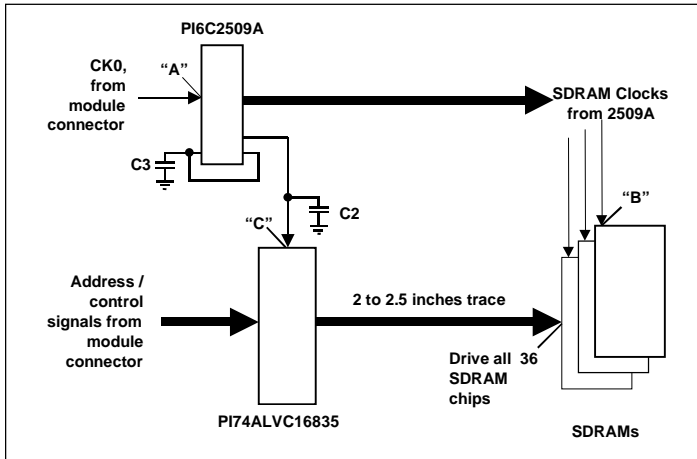 PI6C2509A
CK0,
from
module
connector
“A”
SDRAM Clocks
from 2509A
C3
C2
“B”
“C”
Address /
control
signals from
module
connector
2 to 2.5 inches trace
Drive all 36
SDRAM
chips
PI74ALVC16835
SDRAMs